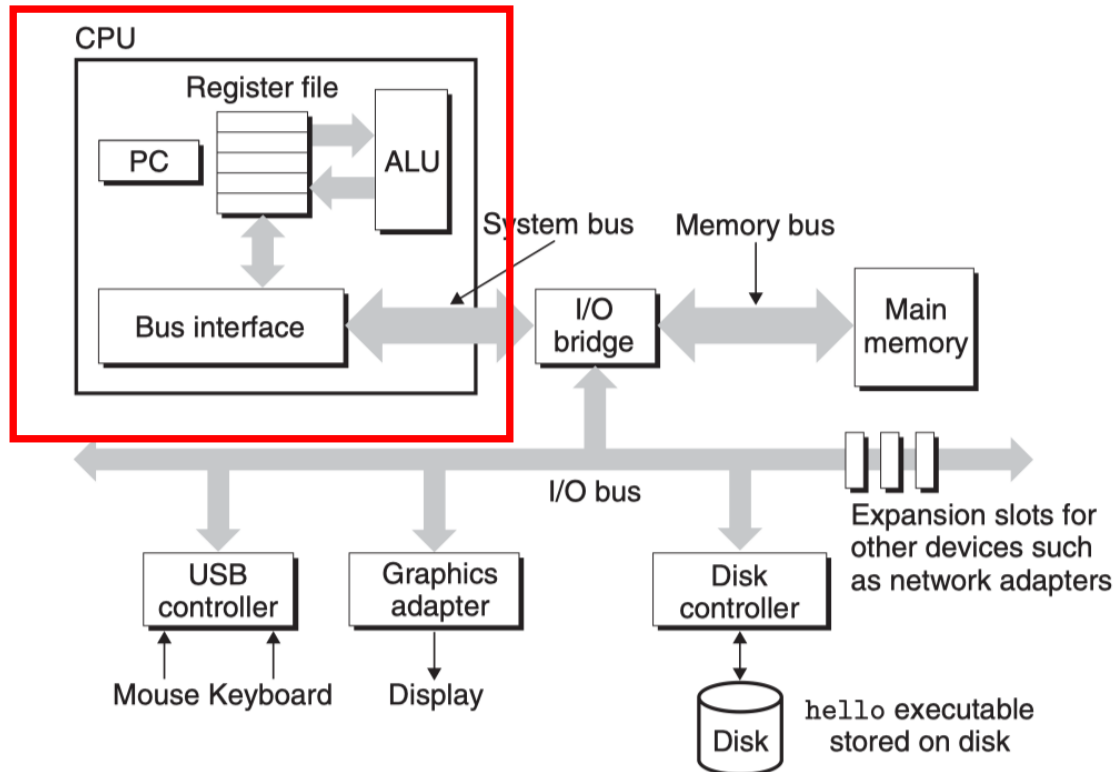 CPU
Register file
PC
ALU
System bus
Memory bus
Bus interface
I/O
bridge
Main
memory
I/O bus
Expansion slots for
other devices such
as network adapters
USB
controller
Graphics
adapter
Disk
controller
Mouse Keyboard
Display
Disk
hello executable
stored on disk